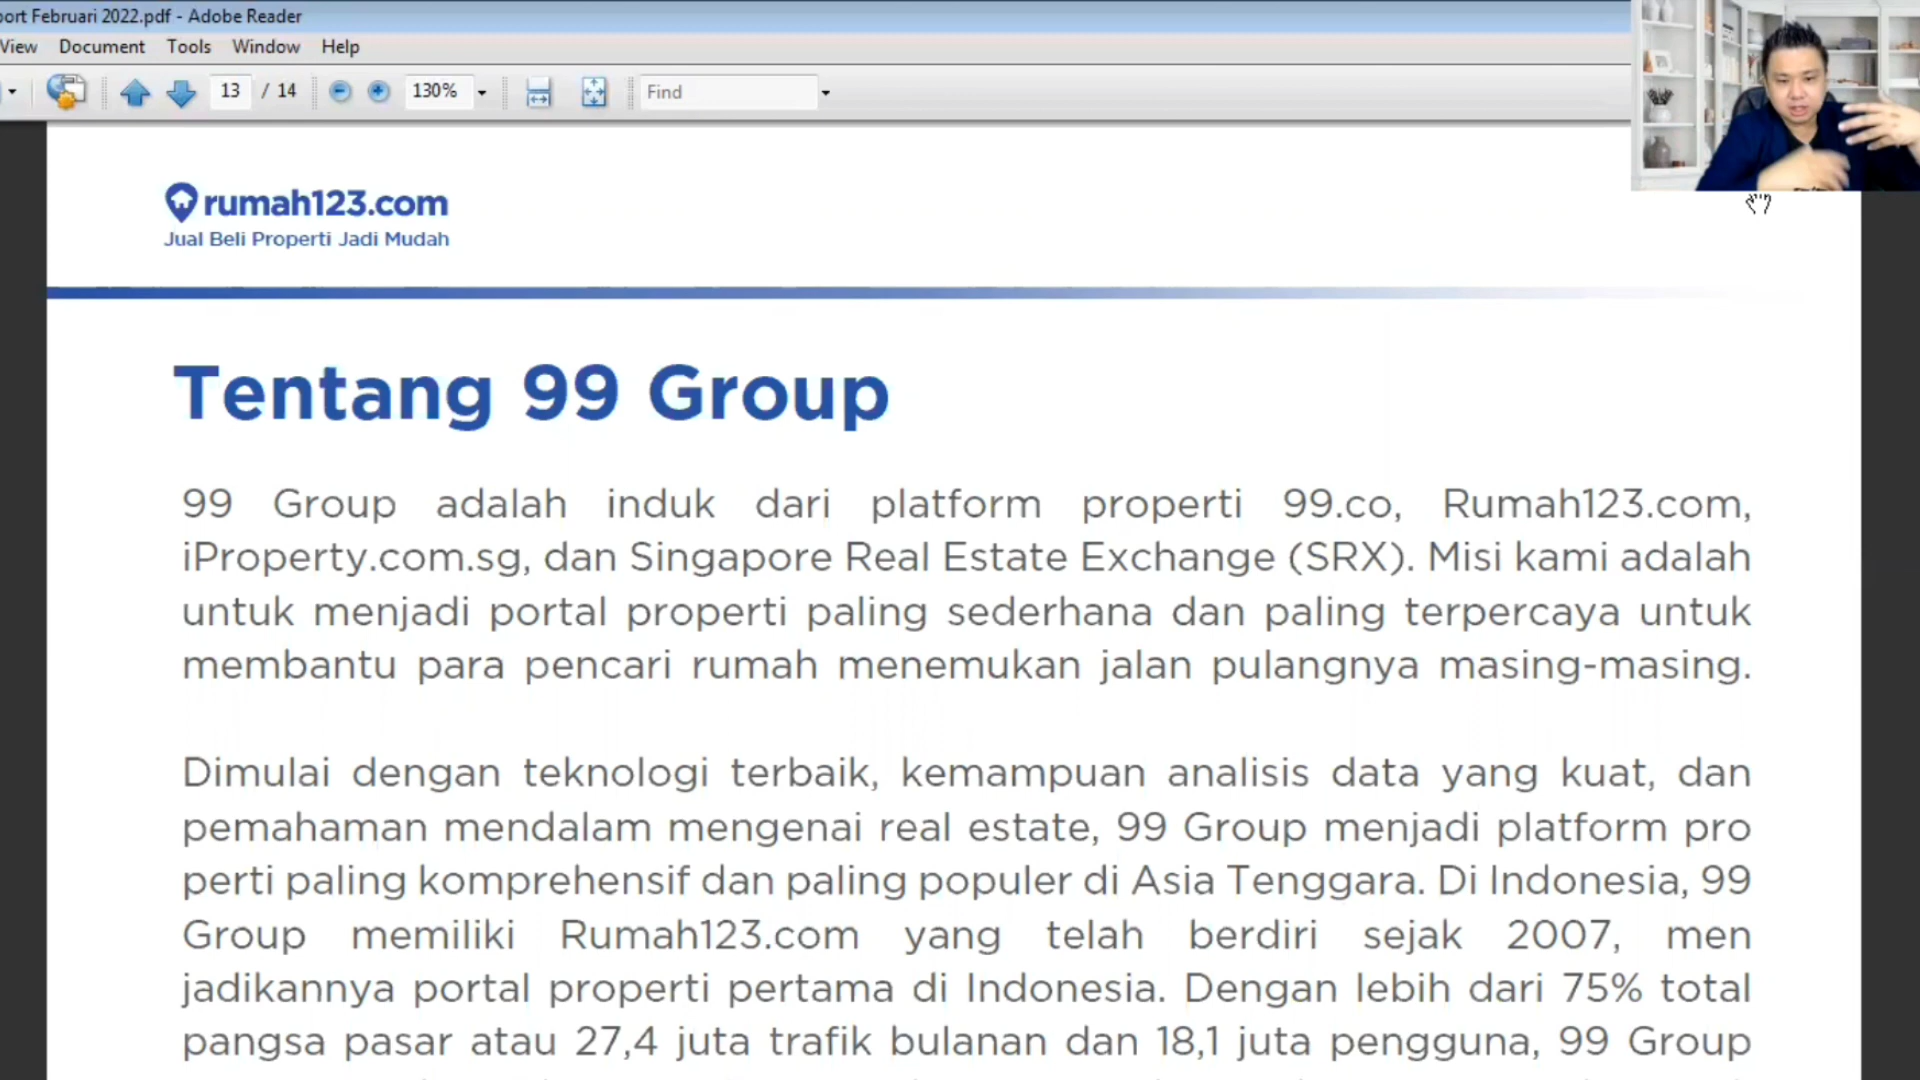 ort Februari 2022.pdf - Adobe Reader
View Document Tools Window Help
13 / 14 130% Find
rumah123.com
Jual Beli Properti Jadi Mudah
Tentang 99 Group
99 Group adalah induk dari platform properti 99.co, Rumah123.com,
iProperty.com.sg, dan Singapore Real Estate Exchange (SRX). Misi kami adalah
untuk menjadi portal properti paling sederhana dan paling terpercaya untuk
membantu para pencari rumah menemukan jalan pulangnya masing-masing.
Dimulai dengan teknologi terbaik, kemampuan analisis data yang kuat, dan
pemahaman mendalam mengenai real estate, 99 Group menjadi platform pro
perti paling komprehensif dan paling populer di Asia Tenggara. Di Indonesia, 99
Group memiliki Rumah123.com yang telah berdiri sejak 2007, men
jadikannya portal properti pertama di Indonesia. Dengan lebih dari 75% total
pangsa pasar atau 27,4 juta trafik bulanan dan 18,1 juta pengguna, 99 Group